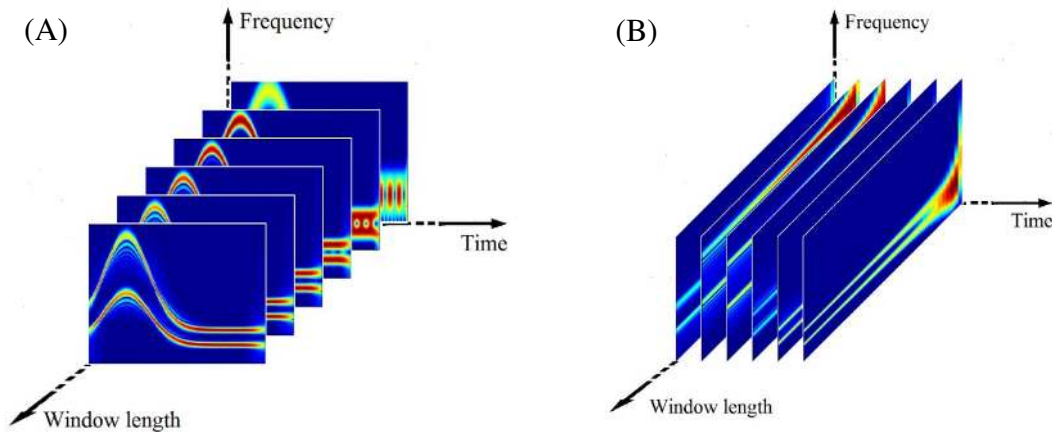 (A)
Frequency
Time
Window length
(B)
Frequency
Time
Window length